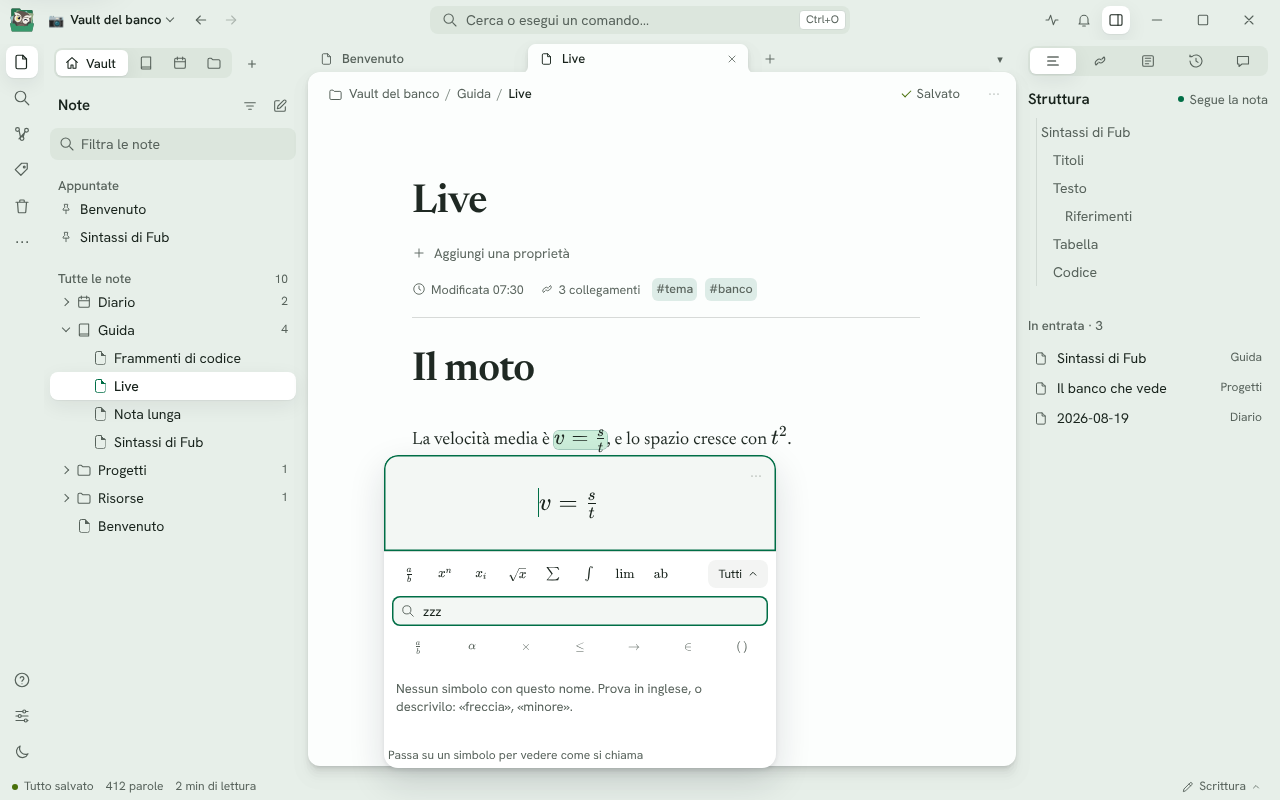 Vault del banco
Cerca o esegui un comando…
Ctrl+O
Vault
Benvenuto
Live
Note
Filtra le note
Appuntate
Benvenuto
Sintassi di Fub
Tutte le note 10
Diario 2
Guida 4
Frammenti di codice
Live
Nota lunga
Sintassi di Fub
Progetti 1
Risorse 1
Benvenuto
Vault del banco / Guida / Live
Salvato
Live
Aggiungi una proprietà
Modificata 07:30
3 collegamenti
#tema
#banco
Il moto
La velocità media è v = s/t, e lo spazio cresce con t².
v = s/t
a/b xⁿ xᵢ √x ∑ ∫ lim ab
Tutti
zzz
a/b α × ≤ → ∈ ( )
Nessun simbolo con questo nome. Prova in inglese, o
descrivilo: «freccia», «minore».
Passa su un simbolo per vedere come si chiama
Struttura
Segue la nota
Sintassi di Fub
Titoli
Testo
Riferimenti
Tabella
Codice
In entrata · 3
Sintassi di Fub Guida
Il banco che vede Progetti
2026-08-19 Diario
Tutto salvato
412 parole
2 min di lettura
Scrittura